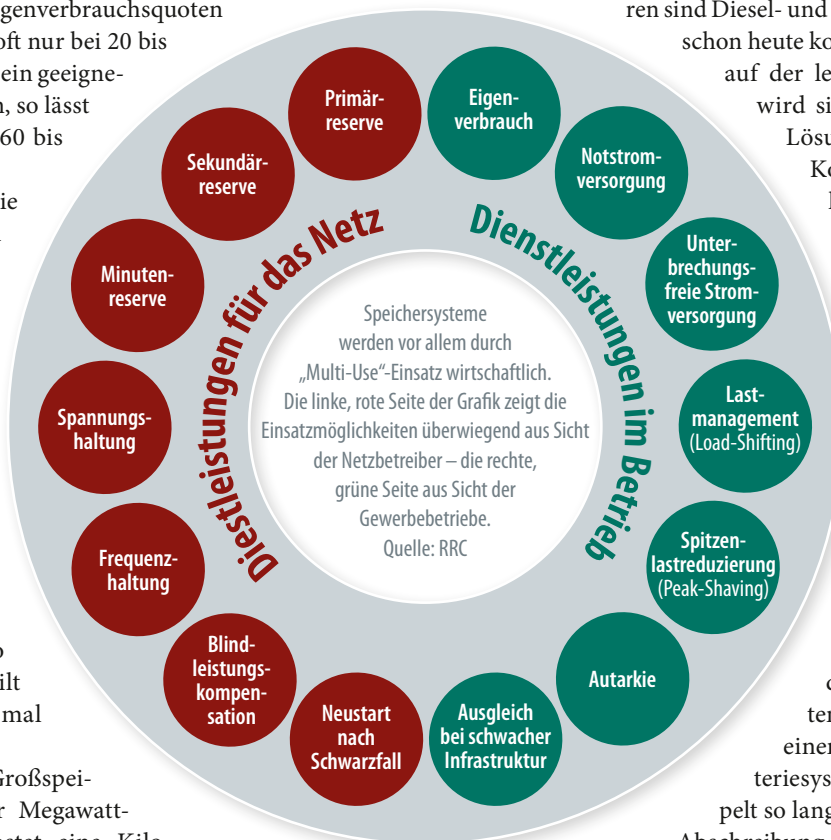 genverbrauchsquoten
oft nur bei 20 bis
ein geeigne-
, so lässt
60 bis
ie
ren sind Diesel- und
schon heute ko
auf der le
wird si
Lösu
Ko
Diestleistungen für das Netz
Primär-
reserve
Sekundär-
reserve
Minuten-
reserve
Spannungs-
haltung
Frequenz-
haltung
Blind-
leistungs-
kompen-
sation
Neustart
nach
Schwarzfall
Dienstleistungen im Betrieb
Eigen-
verbrauch
Notstrom-
versorgung
Unter-
brechungs-
freie Strom-
versorgung
Last-
management
(Load-Shifting)
Spitzen-
lastreduzierung
(Peak-Shaving)
Autarkie
Ausgleich
bei schwacher
Infrastruktur
Speichersysteme
werden vor allem durch
„Multi-Use“-Einsatz wirtschaftlich.
Die linke, rote Seite der Grafik zeigt die
Einsatzmöglichkeiten überwiegend aus Sicht
der Netzbetreiber – die rechte,
grüne Seite aus Sicht der
Gewerbebetriebe.
Quelle: RRC
ilt
mal
Großspei-
r Megawatt-
eine Kilo
ter
einer
teriesys
pelt so lang
Abschreibung